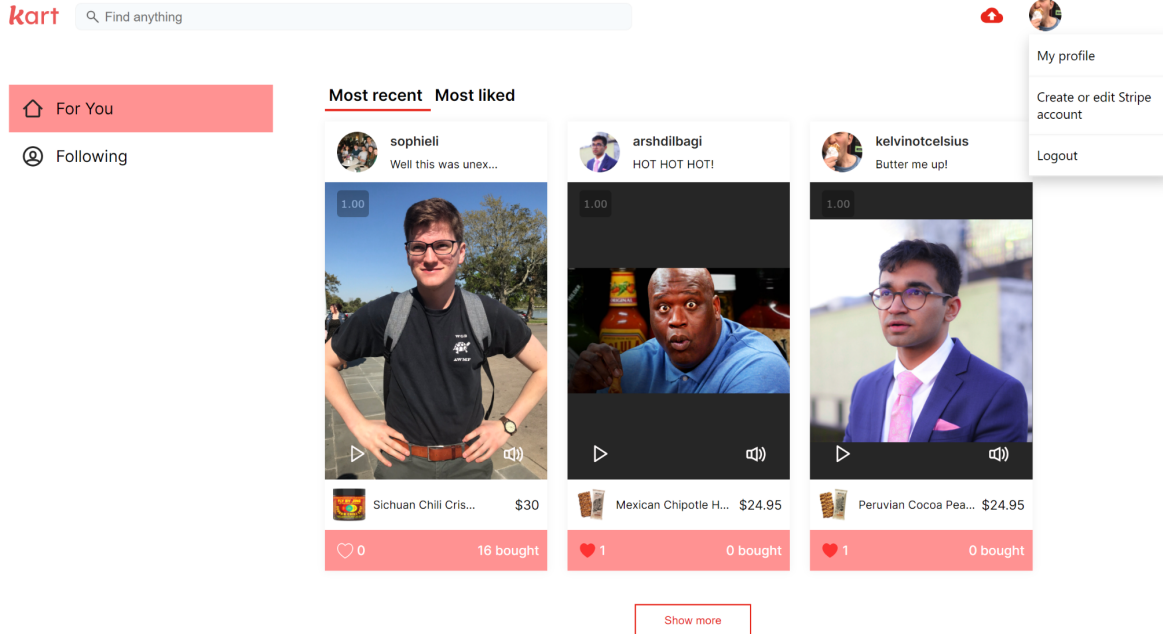 kart
Find anything
My profile
Create or edit Stripe
account
Logout
For You
Following
Most recent
Most liked
sophieli
Well this was unex...
arshdilbagi
HOT HOT HOT!
kelvinotcelsius
Butter me up!
1.00
1.00
1.00
Sichuan Chili Cris...
$30
Mexican Chipotle H...
$24.95
Peruvian Cocoa Pea...
$24.95
0
16 bought
1
0 bought
1
0 bought
Show more